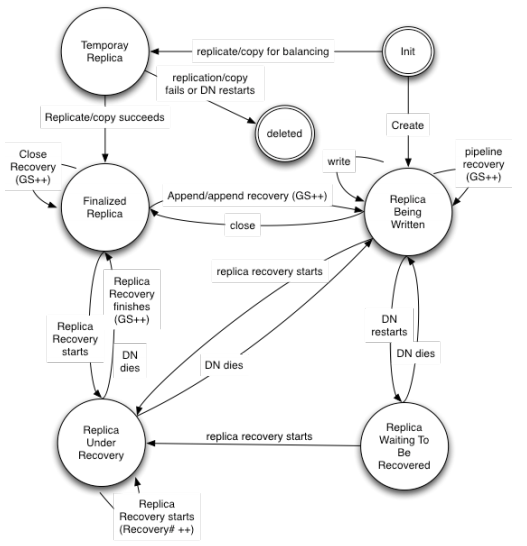 Temporay
Replica
replicate/copy for balancing
Init
replication/copy
fails or DN restarts
Replicate/copy succeeds
deleted
Create
Close
Recovery
(GS++)
Finalized
Replica
Append/append recovery (GS++)
close
write
pipeline
recovery
(GS++)
Replica
Being
Written
replica recovery starts
Replica
Recovery
finishes
(GS++)
Replica
Recovery
starts
DN
dies
DN dies
DN
restarts
DN dies
Replica
Under
Recovery
replica recovery starts
Replica
Waiting To
Be
Recovered
Replica
Recovery starts
(Recovery# ++)